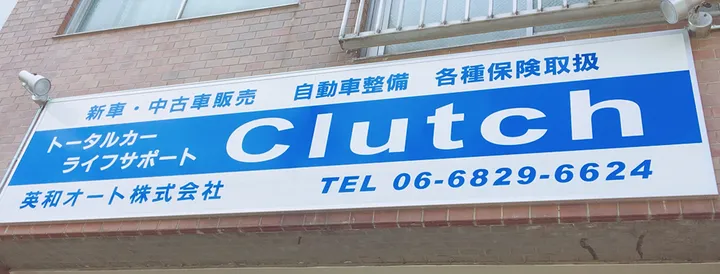 新車・中古車販売 自動車整備 各種保険取扱
トータルカー
ライフサポート
Clutch
英和オート株式会社
TEL 06-6829-6624